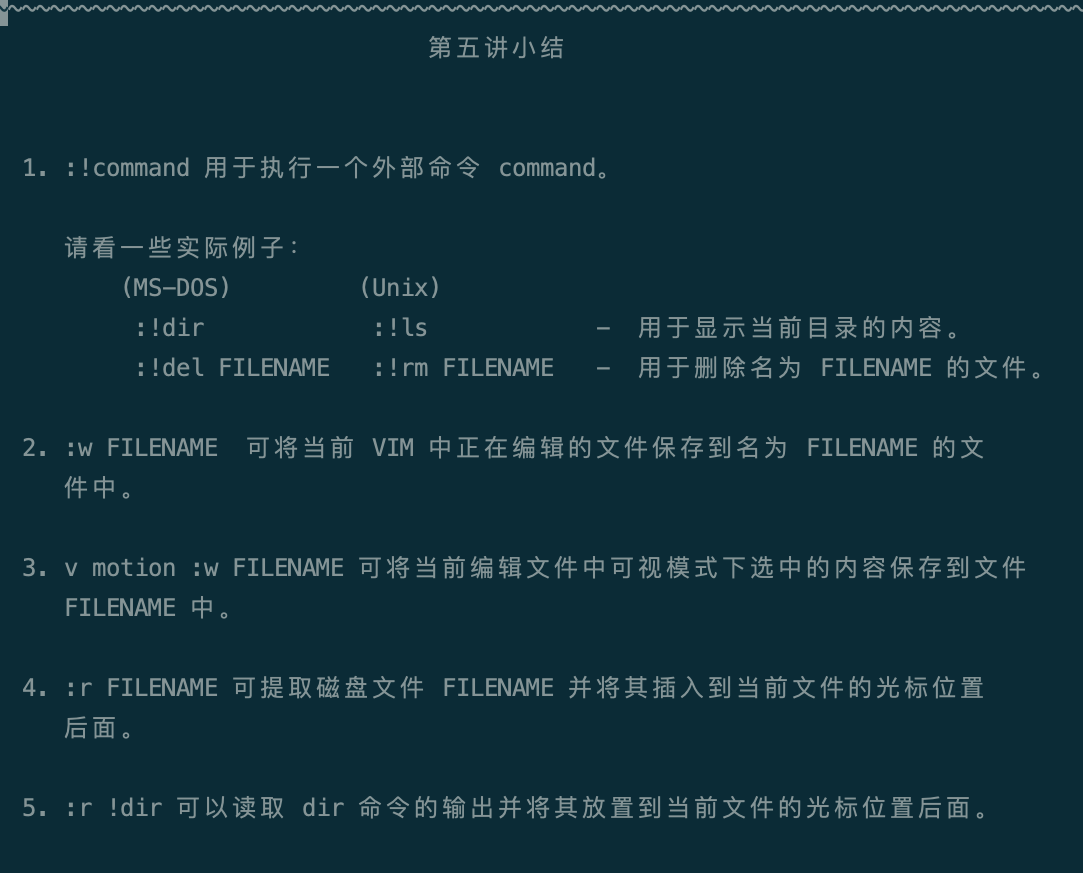 第五讲小结
1. :!command 用于执行一个外部命令 command。
请看一些实际例子：
(MS-DOS) (Unix)
:!dir :!ls - 用于显示当前目录的内容。
:!del FILENAME :!rm FILENAME - 用于删除名为 FILENAME 的文件。
2. :w FILENAME 可将当前 VIM 中正在编辑的文件保存到名为 FILENAME 的文
件中。
3. v motion :w FILENAME 可将当前编辑文件中可视模式下选中的内容保存到文件
FILENAME 中。
4. :r FILENAME 可提取磁盘文件 FILENAME 并将其插入到当前文件的光标位置
后面。
5. :r !dir 可以读取 dir 命令的输出并将其放置到当前文件的光标位置后面。